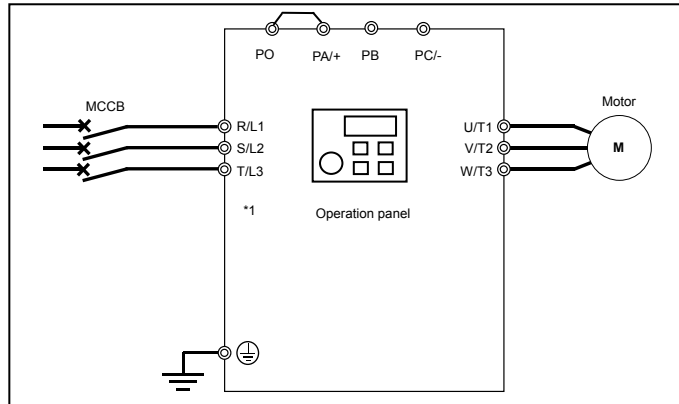 PO
PA/+
PB
PC/-
MCCB
Motor
R/L1
S/L2
T/L3
U/T1
V/T2
W/T3
M
*1
Operation panel